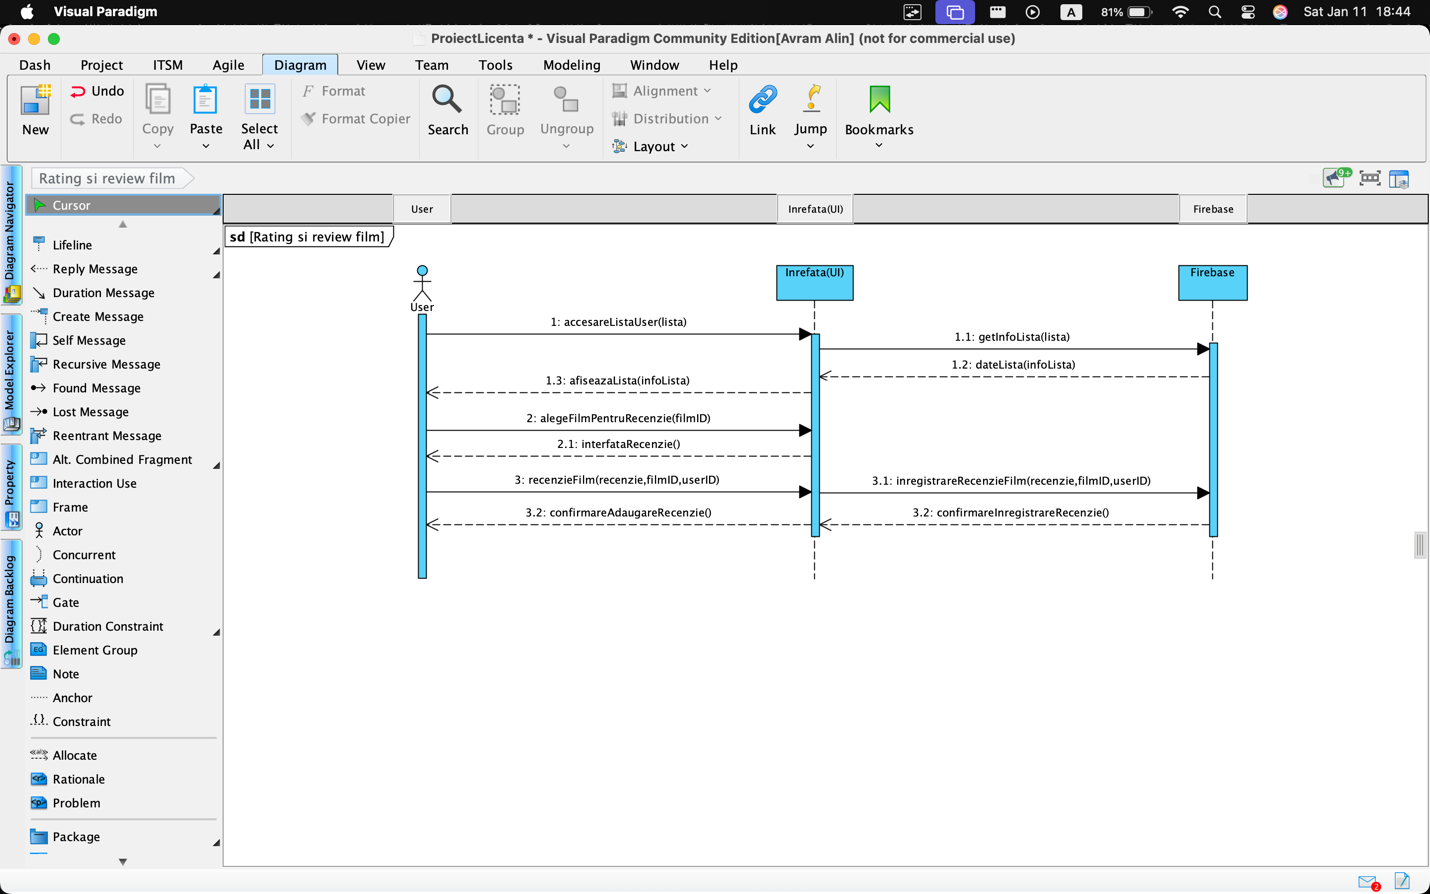 Visual Paradigm
A
81%
Sat Jan 11 18:44
ProiectLicenta * - Visual Paradigm Community Edition[Avram Alin] (not for commercial use)
Dash Project ITSM Agile Diagram View Team Tools Modeling Window Help
New
Undo
Redo
Copy
Paste
Select
All
F Format
Format Copier
Search
Group
Ungroup
Alignment
Distribution
Layout
Link
Jump
Bookmarks
Rating si review film
9+
Diagram Navigator
Model Explorer
Property
Diagram Backlog
Cursor
Lifeline
Reply Message
Duration Message
Create Message
Self Message
Recursive Message
Found Message
Lost Message
Reentrant Message
Alt. Combined Fragment
Interaction Use
Frame
Actor
Concurrent
Continuation
Gate
Duration Constraint
EG Element Group
Note
Anchor
Constraint
Allocate
Rationale
Problem
Package
User Inrefata(UI) Firebase
sd [Rating si review film]
User
Inrefata(UI)
Firebase
1: accesareListaUser(lista)
1.1: getInfoLista(lista)
1.2: dateLista(infoLista)
1.3: afiseazaLista(infoLista)
2: alegeFilmPentruRecenzie(filmID)
2.1: interfataRecenzie()
3: recenzieFilm(recenzie,filmID,userID)
3.1: inregistrareRecenzieFilm(recenzie,filmID,userID)
3.2: confirmareAdaugareRecenzie()
3.2: confirmareInregistrareRecenzie()
2